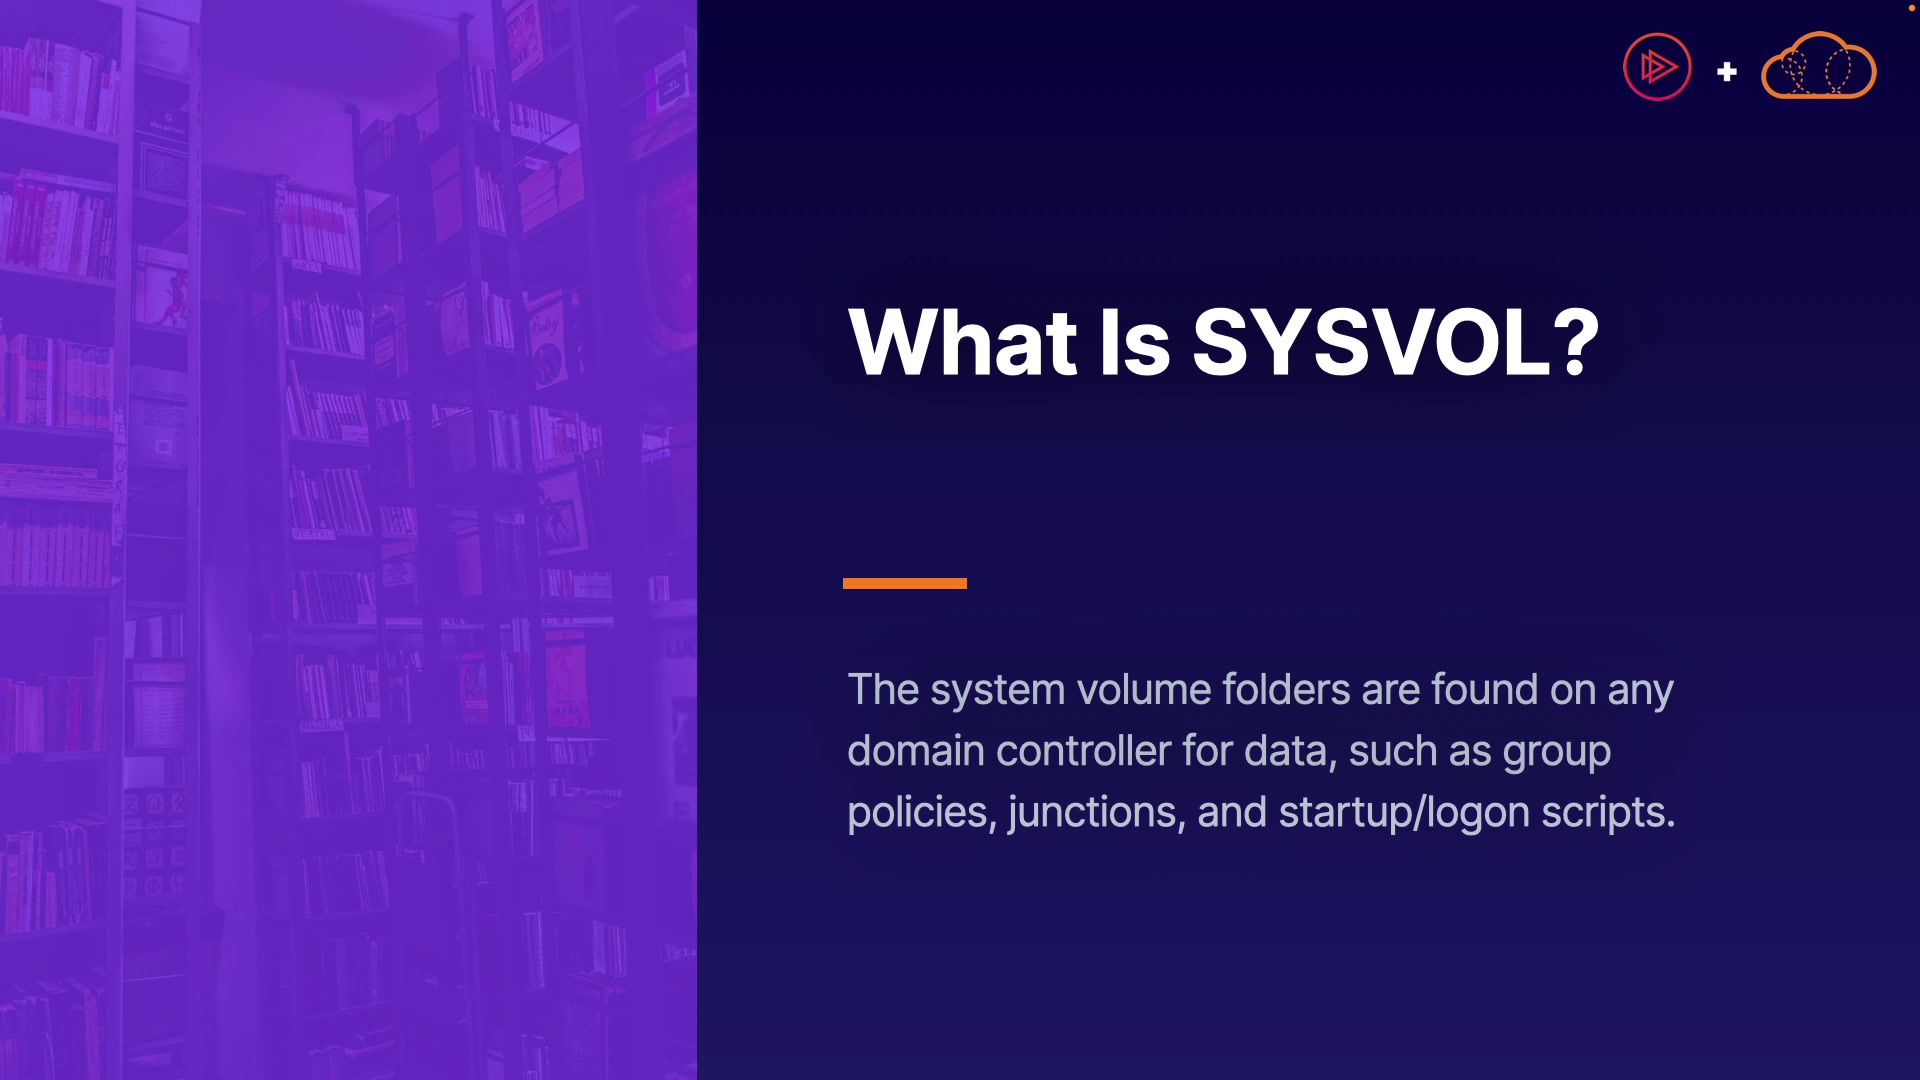 What Is SYSVOL?
The system volume folders are found on any
domain controller for data, such as group
policies, junctions, and startup/logon scripts.